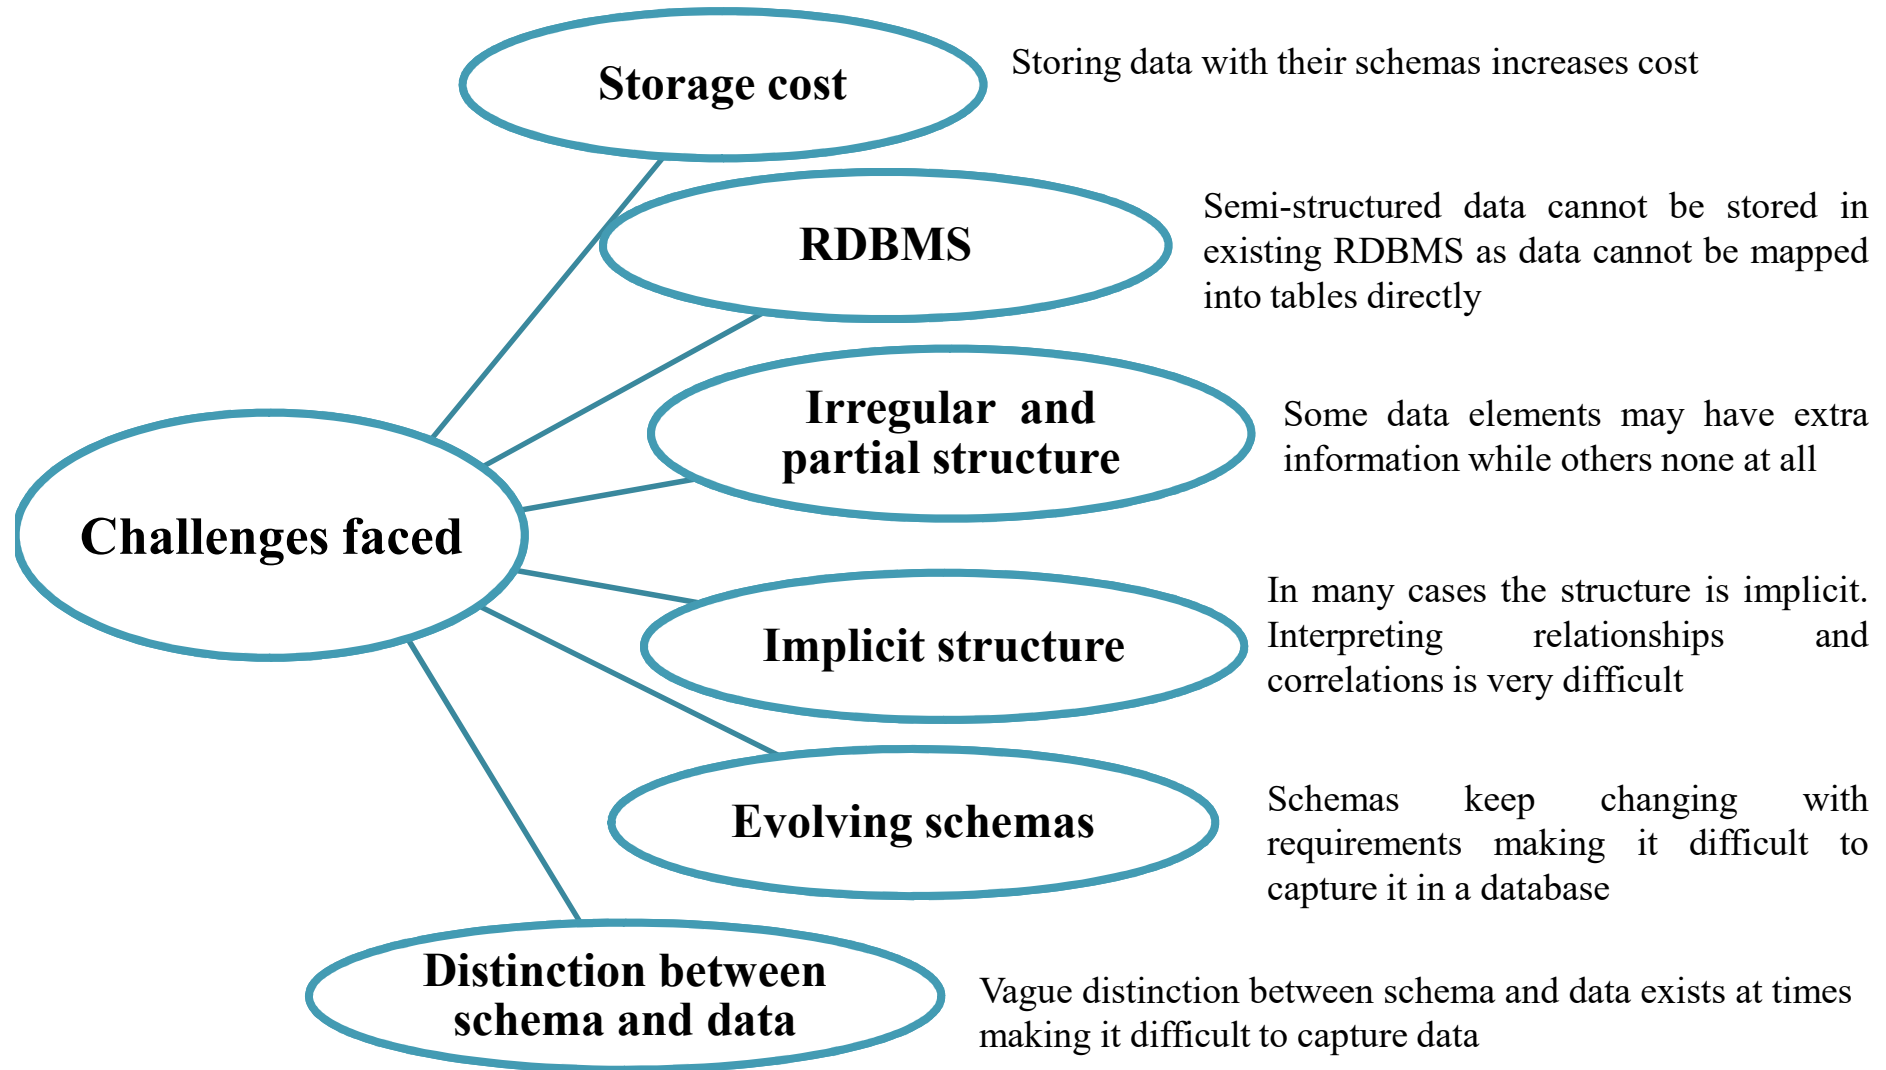 Storage cost
Storing data with their schemas increases cost
RDBMS
Semi-structured data cannot be stored in
existing RDBMS as data cannot be mapped
into tables directly
Irregular and
partial structure
Some data elements may have extra
information while others none at all
Challenges faced
Implicit structure
In many cases the structure is implicit.
Interpreting relationships and
correlations is very difficult
Evolving schemas
Schemas keep changing with
requirements making it difficult to
capture it in a database
Distinction between
schema and data
Vague distinction between schema and data exists at times
making it difficult to capture data